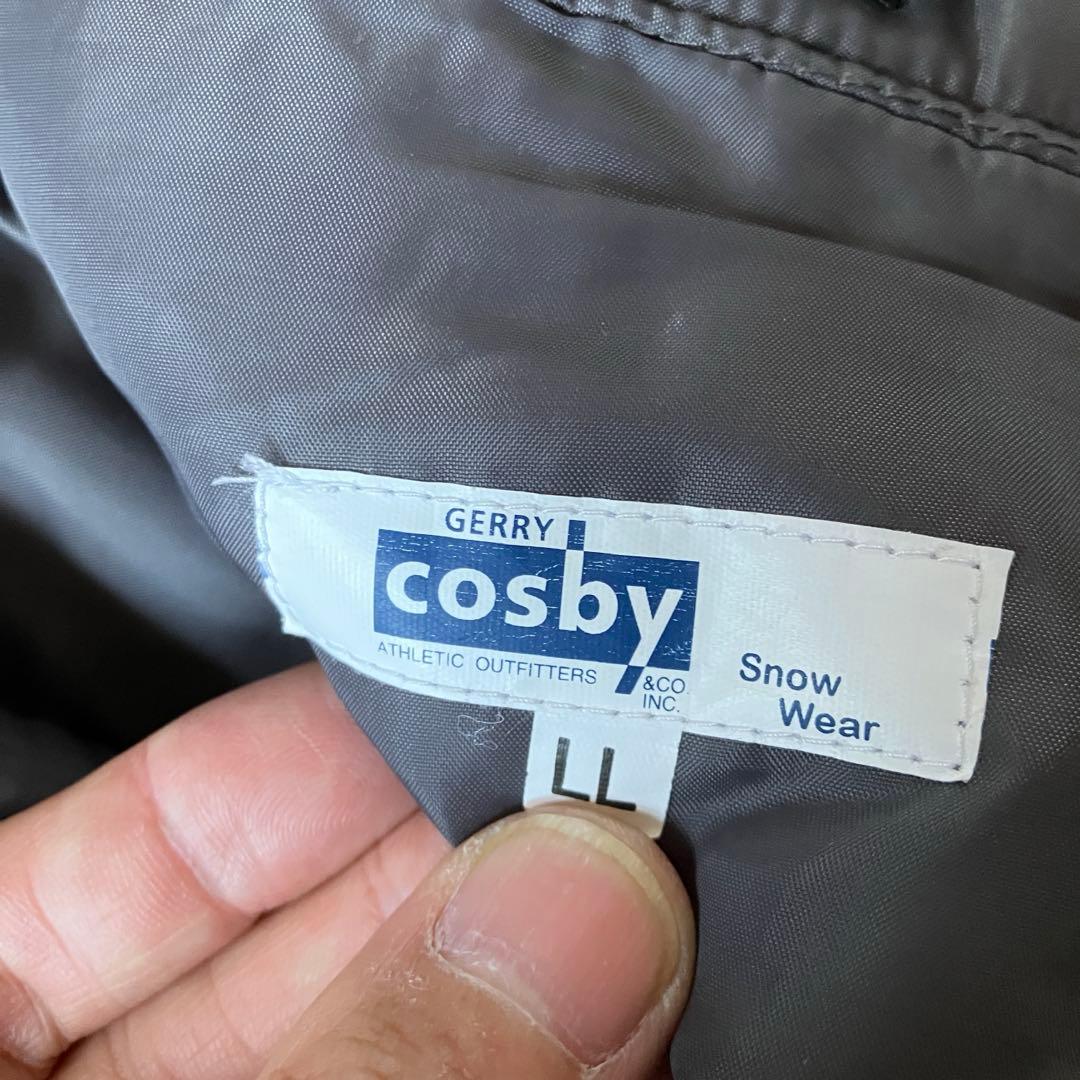 GERRY
cosby
ATHLETIC OUTFITTERS
&CO.
INC.
Snow
Wear
LL